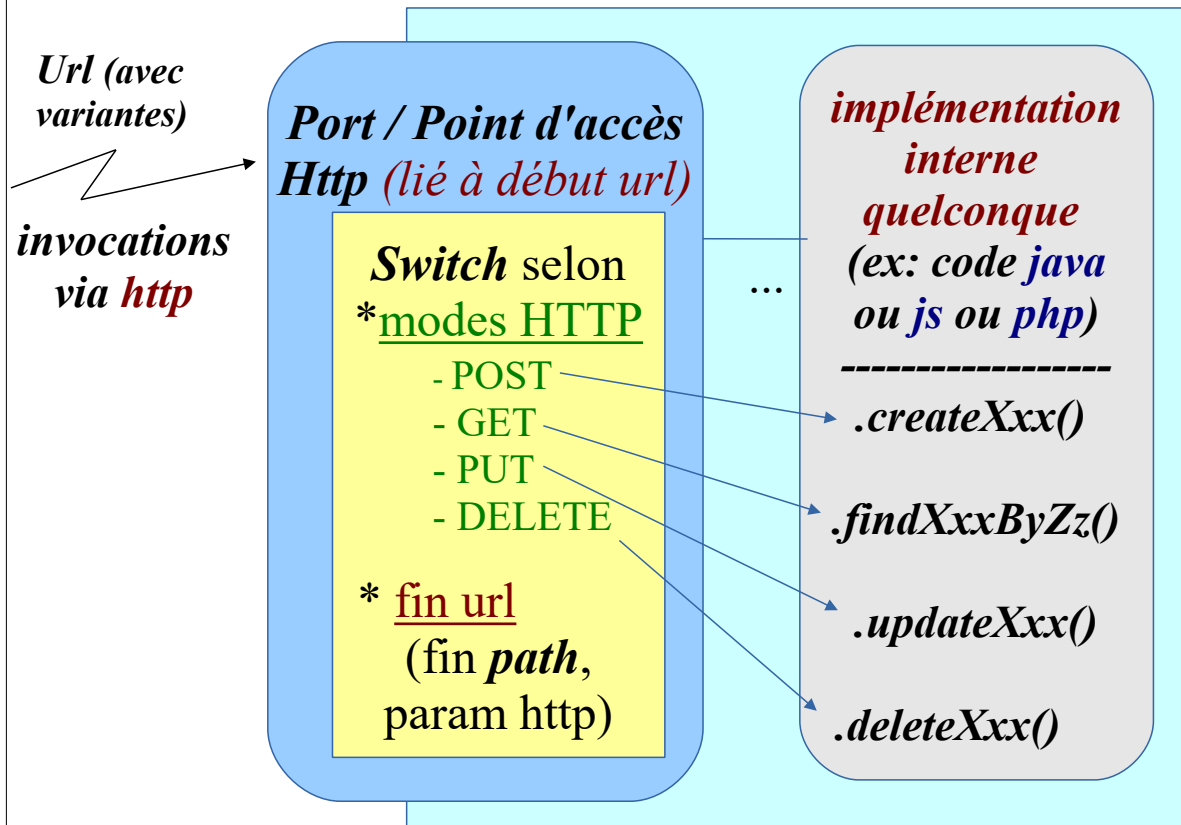 Url (avec
variantes)
invocations
via http
Port / Point d'accès
Http (lié à début url)
Switch selon
*modes HTTP
- POST
- GET
- PUT
- DELETE
* fin url
(fin path,
param http)
...
implémentation
interne
quelconque
(ex: code java
ou js ou php)
------------------
.createXxx()
.findXxxByZz()
.updateXxx()
.deleteXxx()